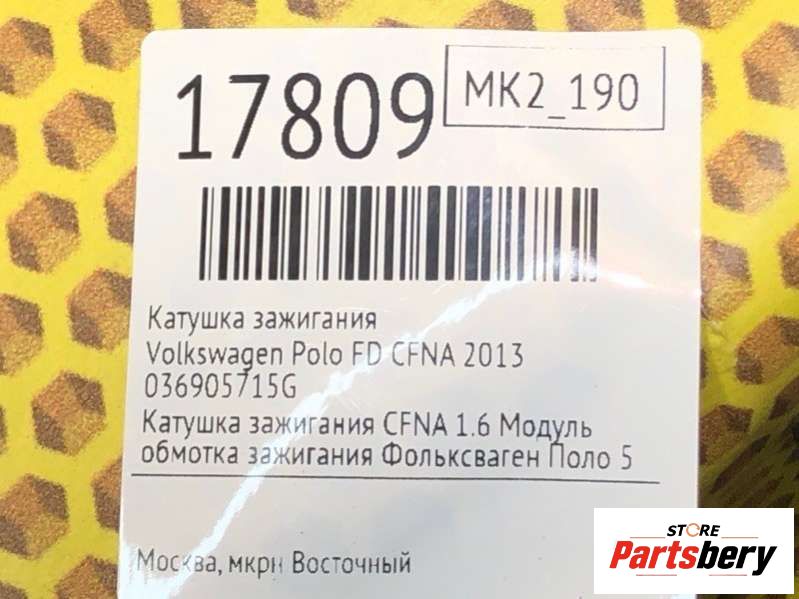 17809
MK2_190
Катушка зажигания
Volkswagen Polo FD CFNA 2013
036905715G
Катушка зажигания CFNA 1.6 Модуль
обмотка зажигания Фольксваген Поло 5
Москва, мкрн Восточный
STORE
Partsbery